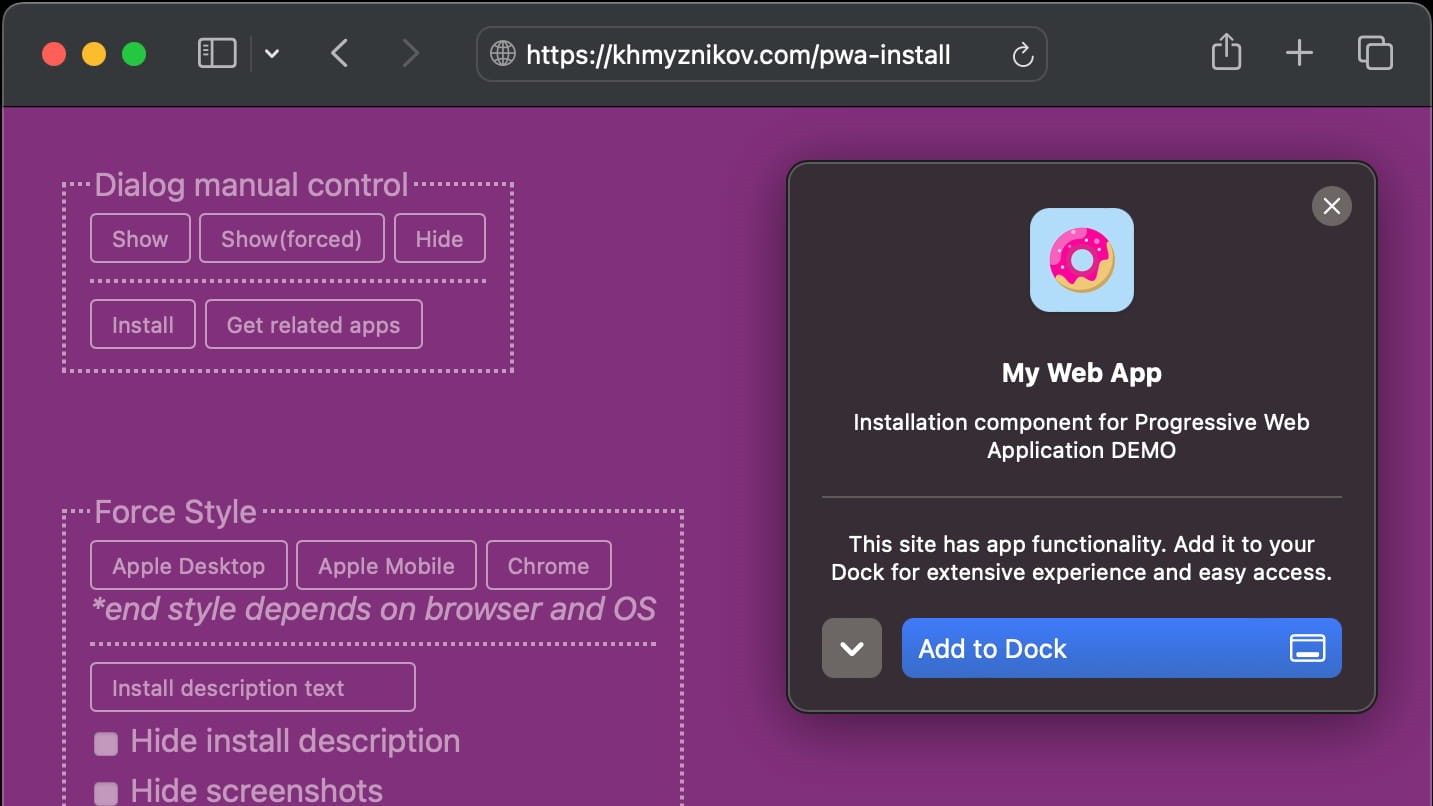 https://khmyznikov.com/pwa-install
Dialog manual control
Show Show(forced) Hide
Install Get related apps
Force Style
Apple Desktop Apple Mobile Chrome
*end style depends on browser and OS
Install description text
Hide install description
Hide screenshots
My Web App
Installation component for Progressive Web
Application DEMO
This site has app functionality. Add it to your
Dock for extensive experience and easy access.
Add to Dock